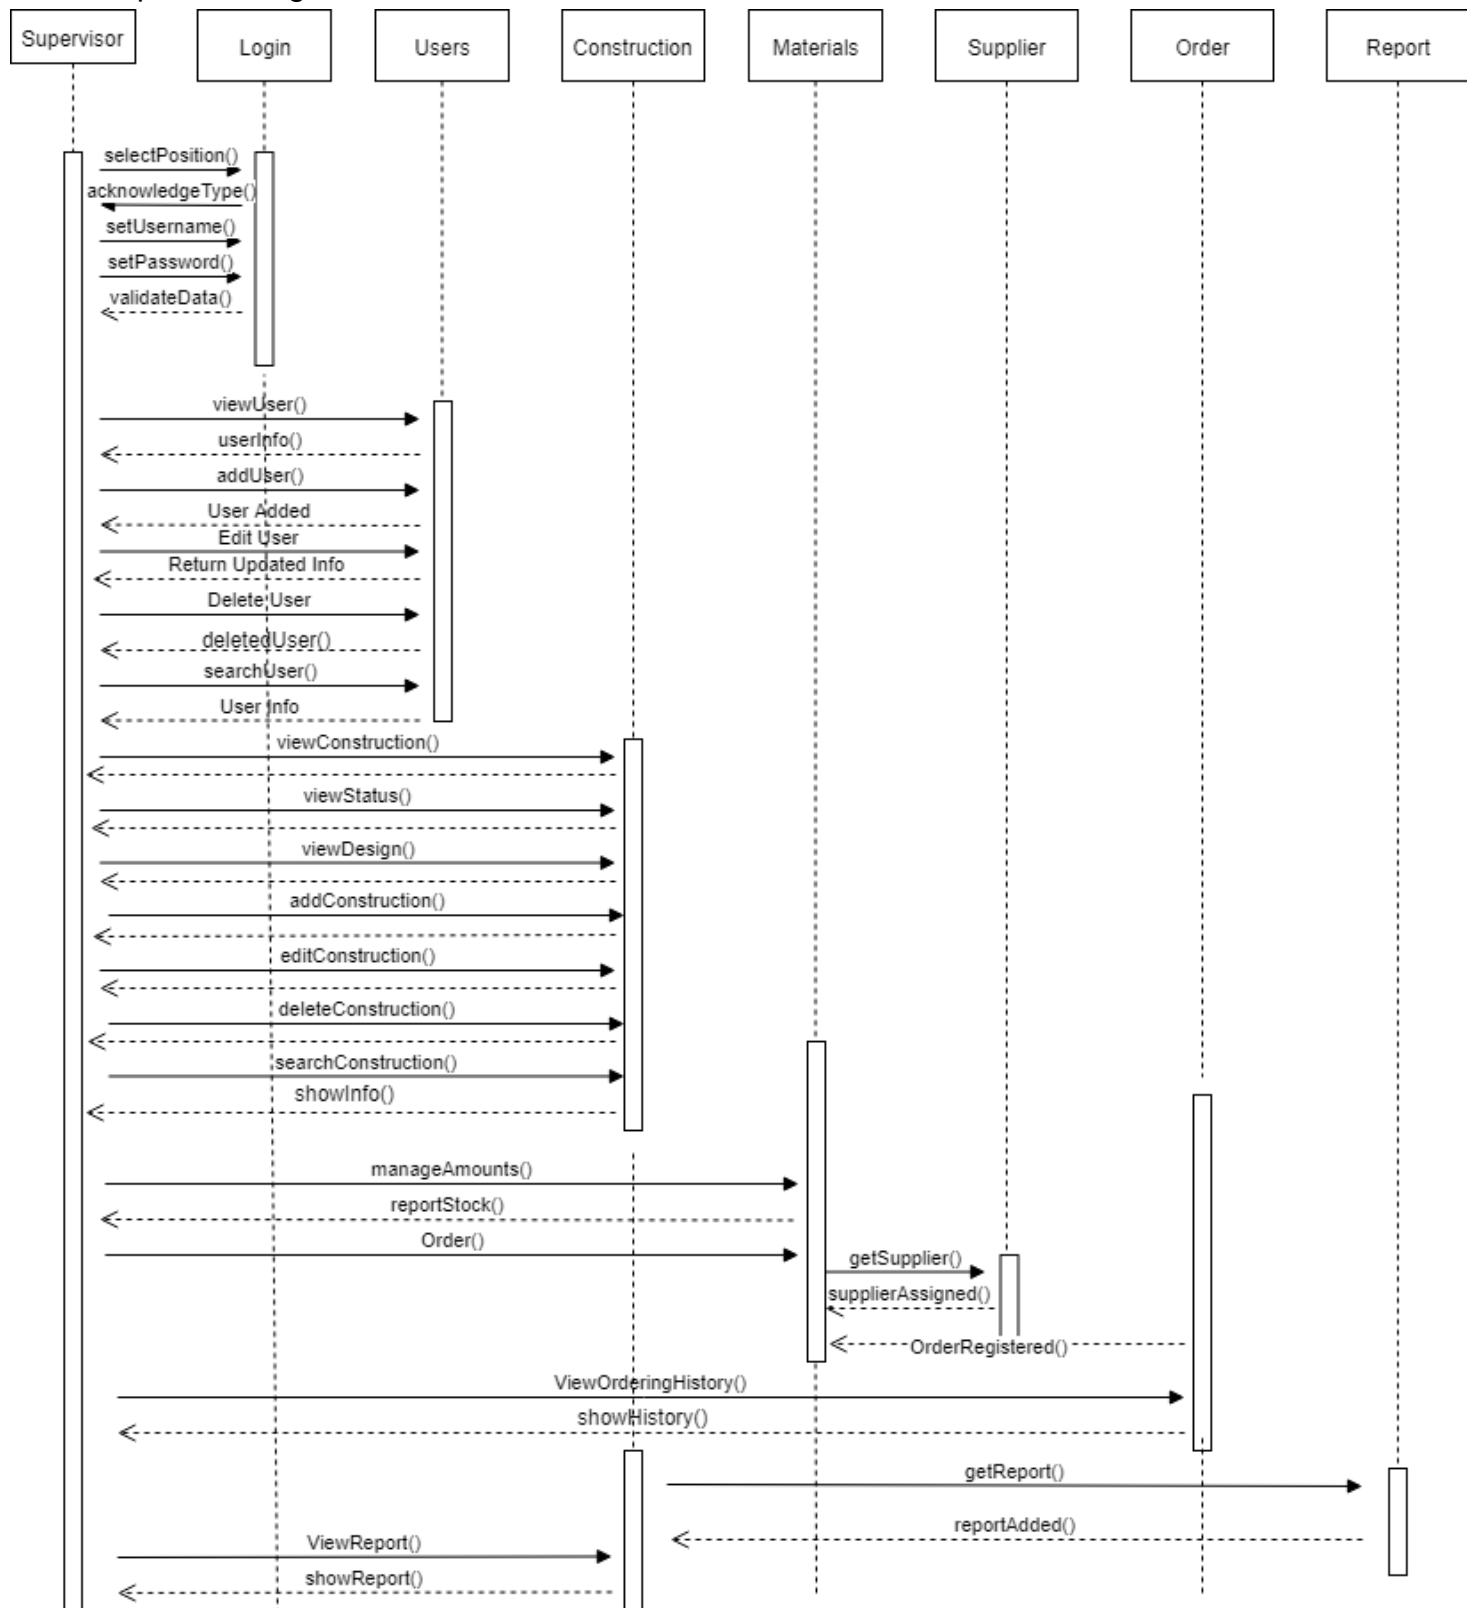 Supervisor
Login
Users
Construction
Materials
Supplier
Order
Report
selectPosition()
acknowledgeType()
setUsername()
setPassword()
validateData()
viewUser()
userInfo()
addUser()
User Added
Edit User
Return Updated Info
Delete User
deletedUser()
searchUser()
User Info
viewConstruction()
viewStatus()
viewDesign()
addConstruction()
editConstruction()
deleteConstruction()
searchConstruction()
showInfo()
manageAmounts()
reportStock()
Order()
getSupplier()
supplierAssigned()
OrderRegistered()
ViewOrderingHistory()
showHistory()
getReport()
reportAdded()
ViewReport()
showReport()